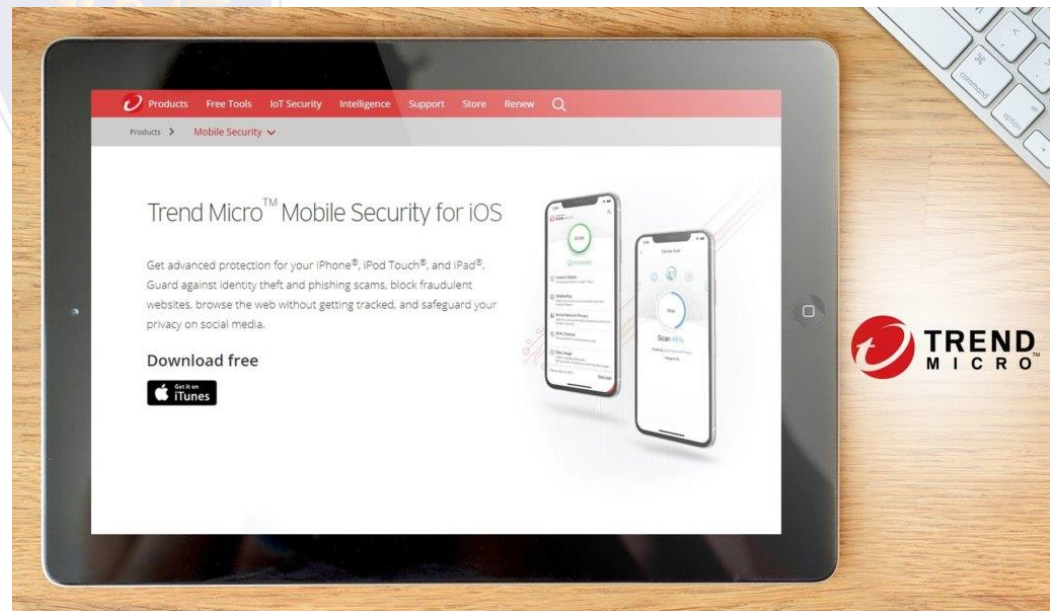 Products Free Tools IoT Security Intelligence Support Store Renew
Products > Mobile Security
Trend Micro™ Mobile Security for iOS
Get advanced protection for your iPhone®, iPod Touch®, and iPad®.
Guard against identity theft and phishing scams, block fraudulent
websites, browse the web without getting tracked, and safeguard your
privacy on social media.
Download free
Get it on
iTunes
Scan 45%
TREND
MICRO™
command
option